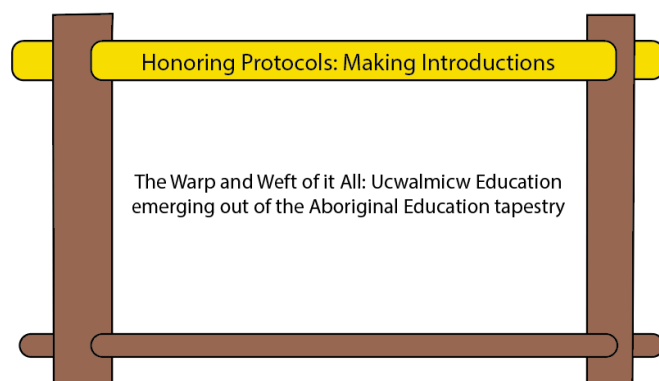 Honoring Protocols: Making Introductions
The Warp and Weft of it All: Ucwalmicw Education
emerging out of the Aboriginal Education tapestry